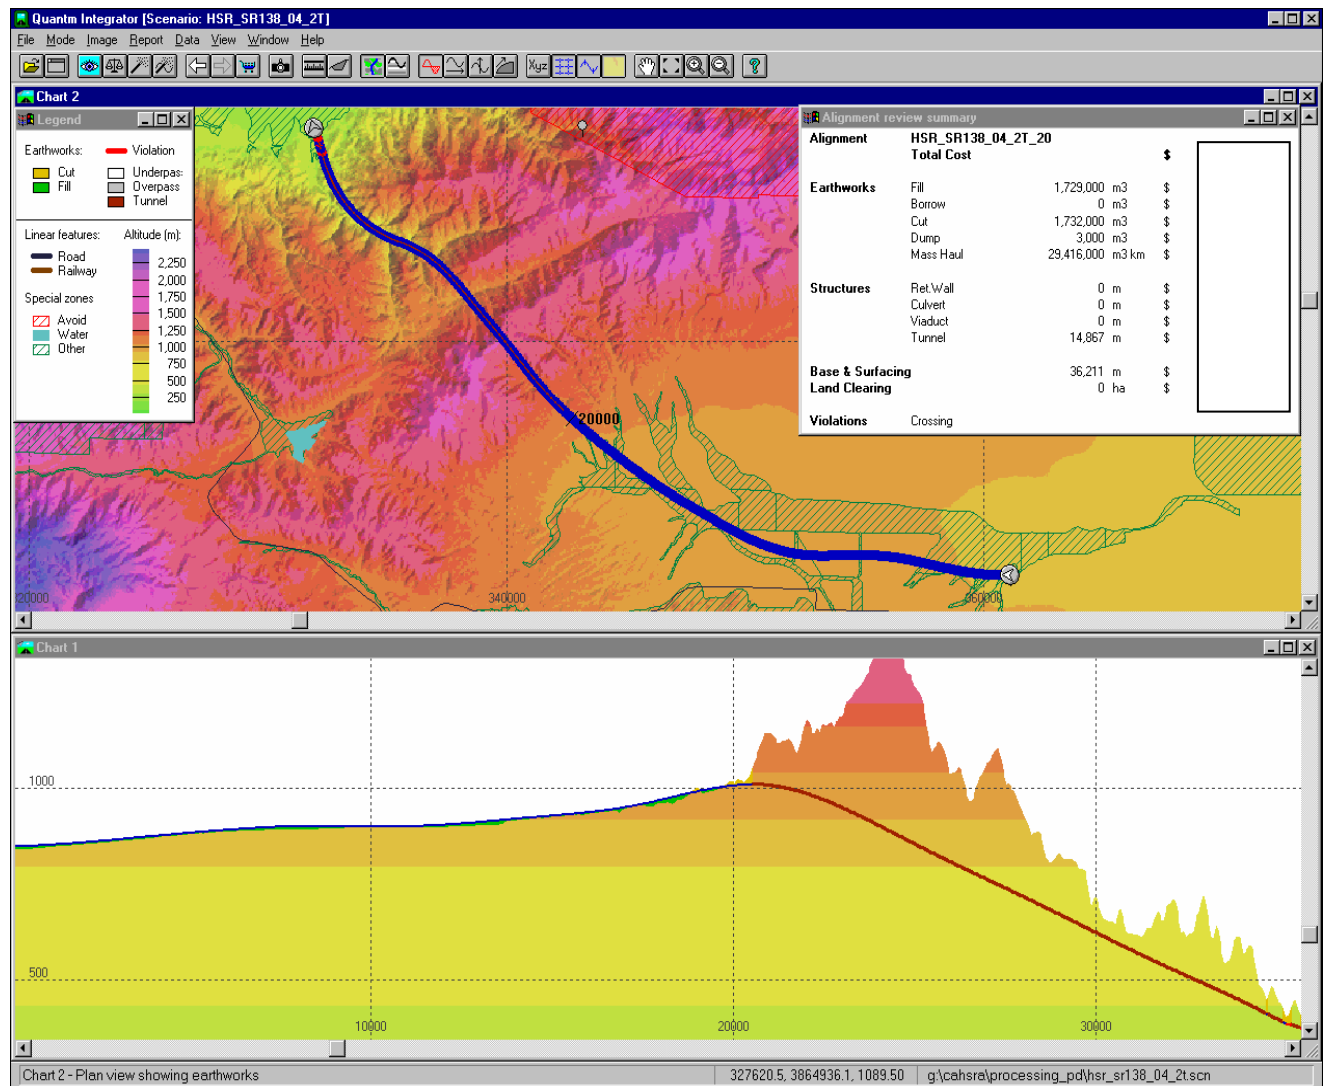 Quantm Integrator [Scenario: HSR_SR138_04_2T]
File Mode Image Report Data View Window Help
Xyz
Chart 2
Legend
Earthworks: Violation
Cut Underpas:
Fill Overpass
Tunnel
Linear features: Altitude (m):
Road 2,250
Railway 2,000
Special zones 1,750
1,500
Avoid 1,250
Water 1,000
Other 750
500
250
Alignment review summary
Alignment HSR_SR138_04_2T_20
Total Cost $
Earthworks Fill 1,729,000 m3 $
Borrow 0 m3 $
Cut 1,732,000 m3 $
Dump 3,000 m3 $
Mass Haul 29,416,000 m3 km $
Structures Ret.Wall 0 m $
Culvert 0 m $
Viaduct 0 m $
Tunnel 14,867 m $
Base & Surfacing 36,211 m $
Land Clearing 0 ha $
Violations Crossing
20000
340000
360000
Chart 1
1000
500
10000 20000 30000
Chart 2 - Plan view showing earthworks 327620.5, 3864936.1, 1089.50 g:\cahsra\processing_pd\hsr_sr138_04_2t.scn